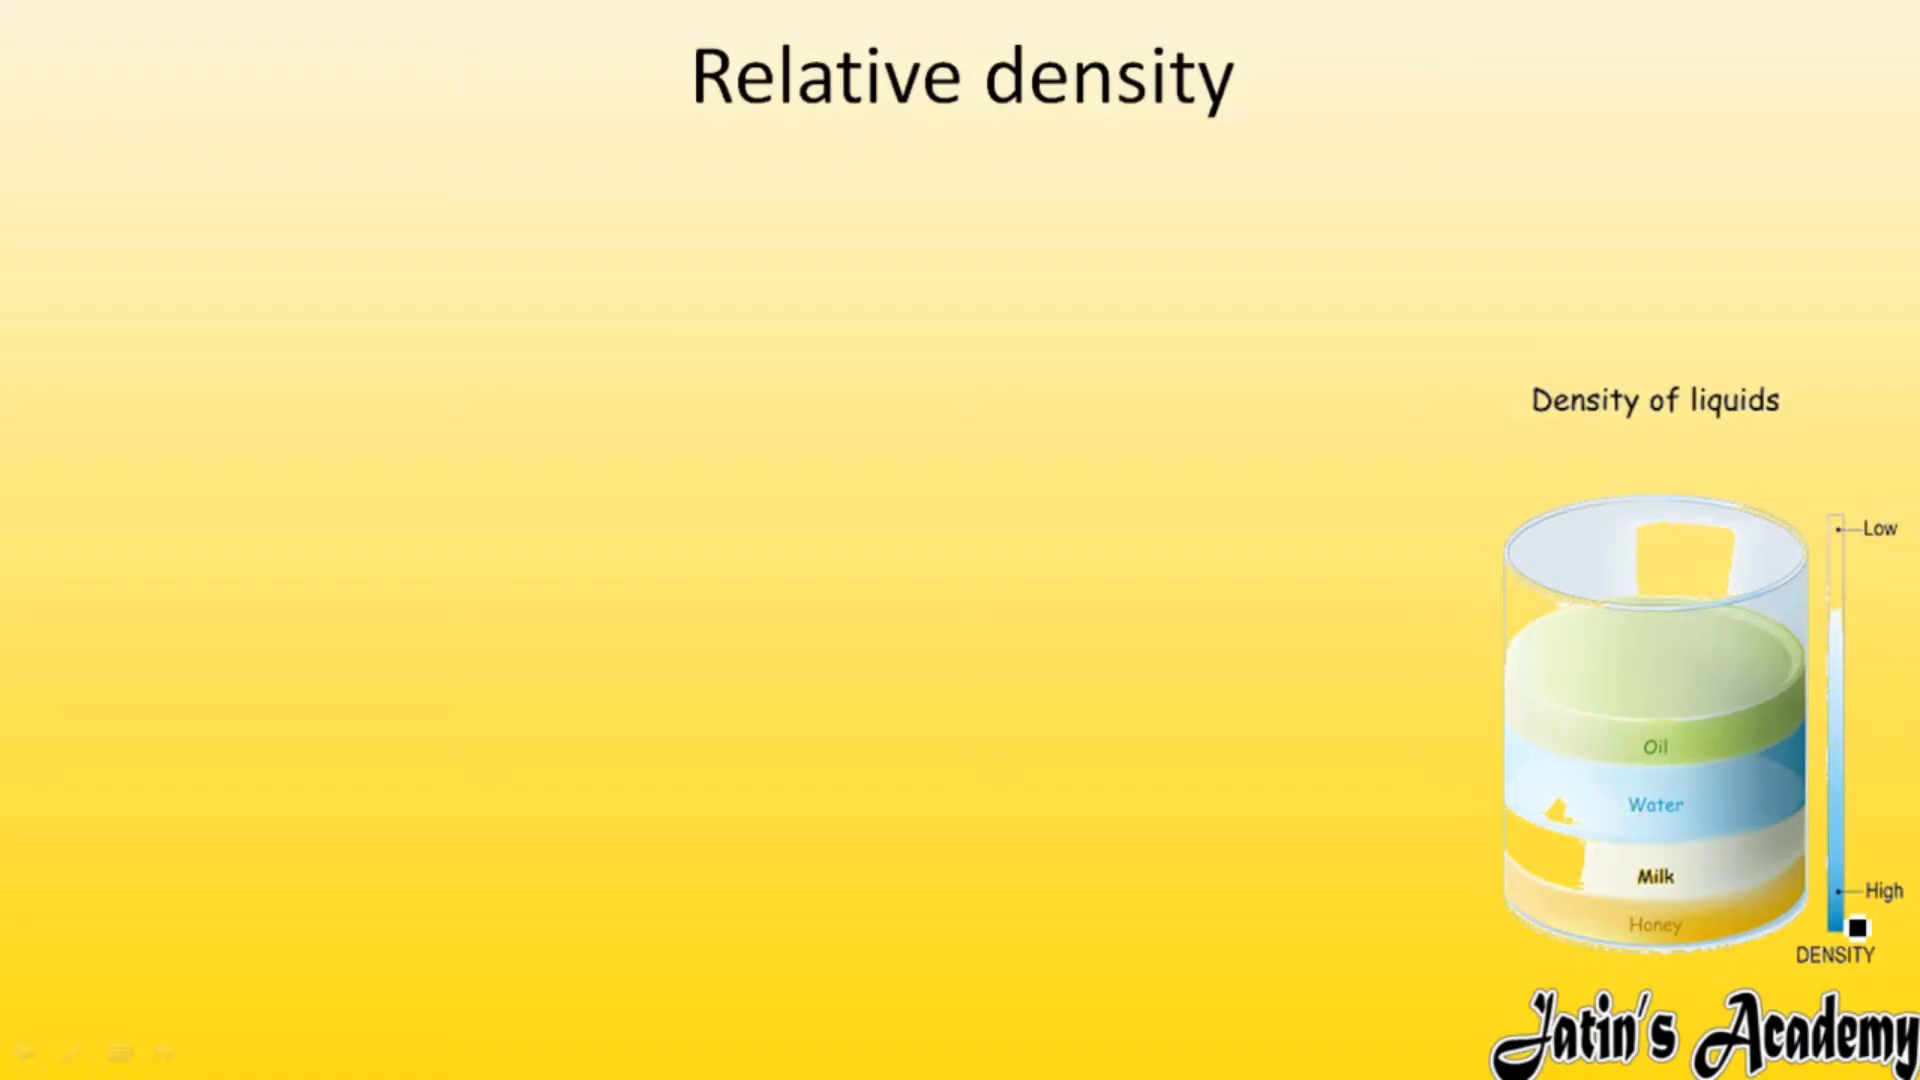 Relative density
Density of liquids
Low
Oil
Water
Milk
High
Honey
DENSITY
Jatin's Academy